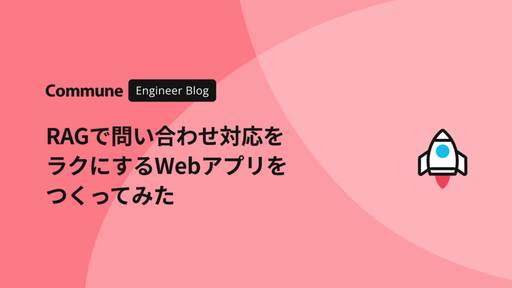 Commune Engineer Blog
RAGで問い合わせ対応を
ラクにするWebアプリを
つくってみた